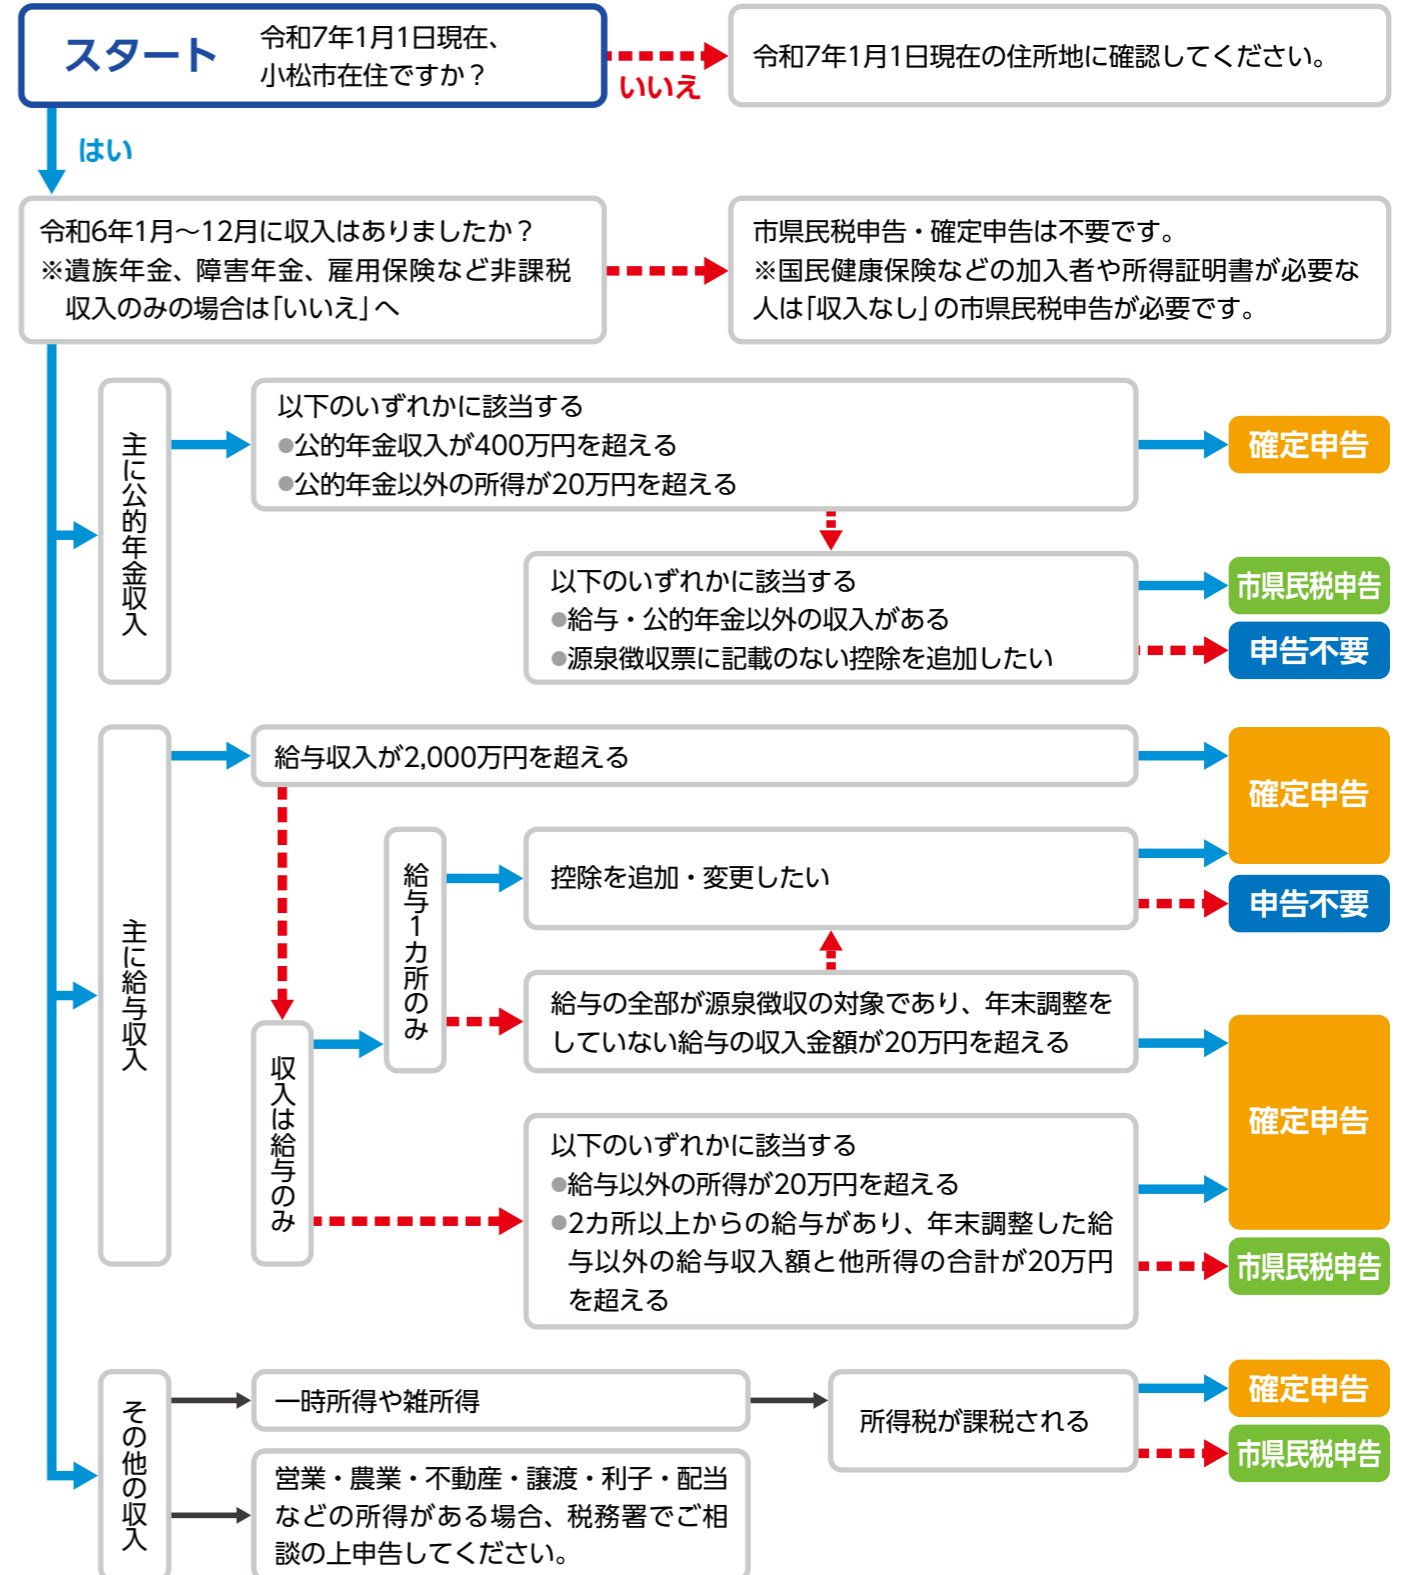 スタート
令和7年1月1日現在、
小松市在住ですか？
いいえ
令和7年1月1日現在の住所地に確認してください。
はい
令和6年1月～12月に収入はありましたか？
※遺族年金、障害年金、雇用保険など非課税
収入のみの場合は「いいえ」へ
市県民税申告・確定申告は不要です。
※国民健康保険などの加入者や所得証明書が必要な
人は「収入なし」の市県民税申告が必要です。
主に公的年金収入
以下のいずれかに該当する
●公的年金収入が400万円を超える
●公的年金以外の所得が20万円を超える
確定申告
以下のいずれかに該当する
●給与・公的年金以外の収入がある
●源泉徴収票に記載のない控除を追加したい
市県民税申告
申告不要
主に給与収入
給与収入が2,000万円を超える
確定申告
給与1カ所のみ
控除を追加・変更したい
申告不要
給与の全部が源泉徴収の対象であり、年末調整を
していない給与の収入金額が20万円を超える
収入は給与のみ
確定申告
以下のいずれかに該当する
●給与以外の所得が20万円を超える
●2カ所以上からの給与があり、年末調整した給
与以外の給与収入額と他所得の合計が20万円
を超える
市県民税申告
その他の収入
一時所得や雑所得
所得税が課税される
確定申告
市県民税申告
営業・農業・不動産・譲渡・利子・配当
などの所得がある場合、税務署でご相
談の上申告してください。